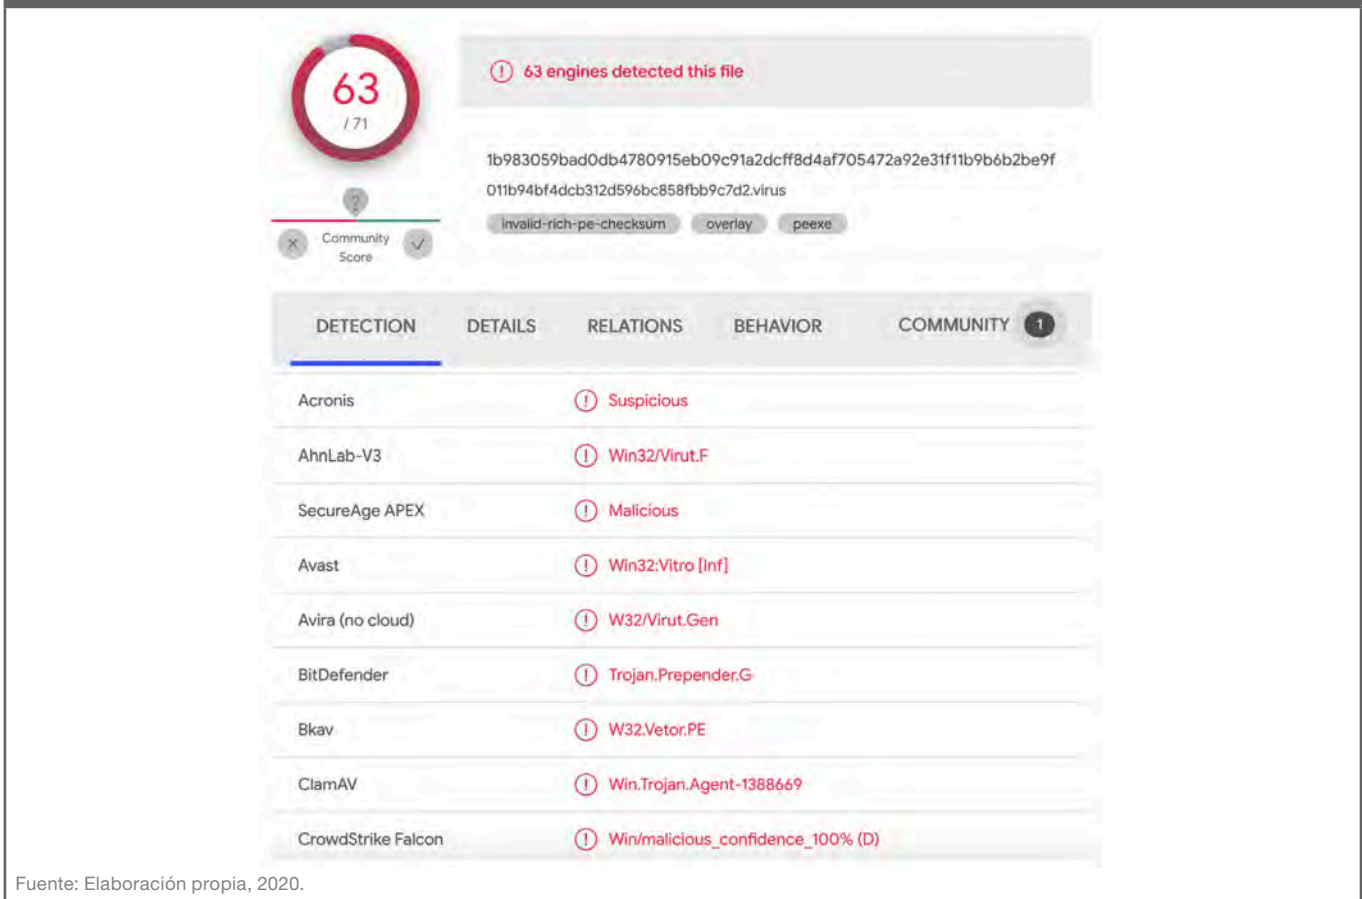 63
/ 71
63 engines detected this file
1b983059bad0db4780915eb09c91a2dcff8d4af705472a92e31f11b9b6b2be9f
011b94bf4dcb312d596bc858fbb9c7d2.virus
invalid-rich-pe-checksum overlay peexe
?
Community
Score
DETECTION DETAILS RELATIONS BEHAVIOR COMMUNITY 1
Acronis Suspicious
AhnLab-V3 Win32/Virut.F
SecureAge APEX Malicious
Avast Win32:Vitro [Inf]
Avira (no cloud) W32/Virut.Gen
BitDefender Trojan.Prepender.G
Bkav W32.Vetor.PE
ClamAV Win.Trojan.Agent-1388669
CrowdStrike Falcon Win/malicious_confidence_100% (D)
Fuente: Elaboración propia, 2020.